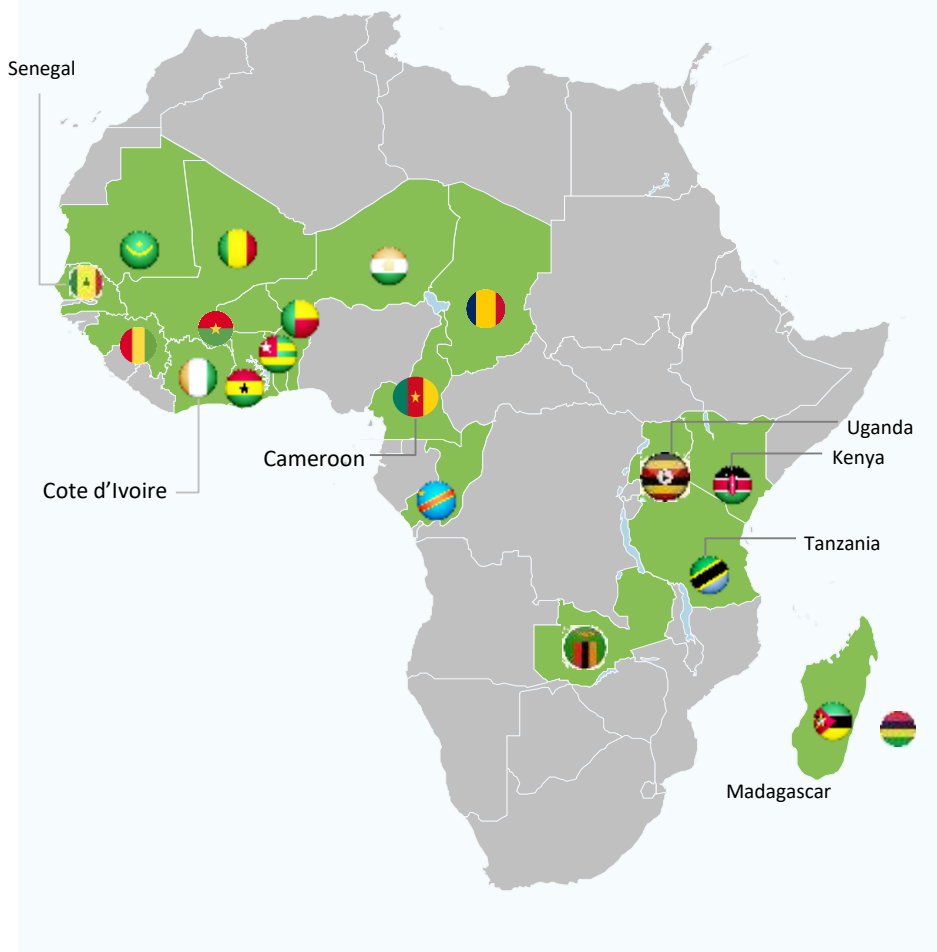 Senegal
Uganda
Kenya
Cameroon
Cote d’Ivoire
Tanzania
Madagascar